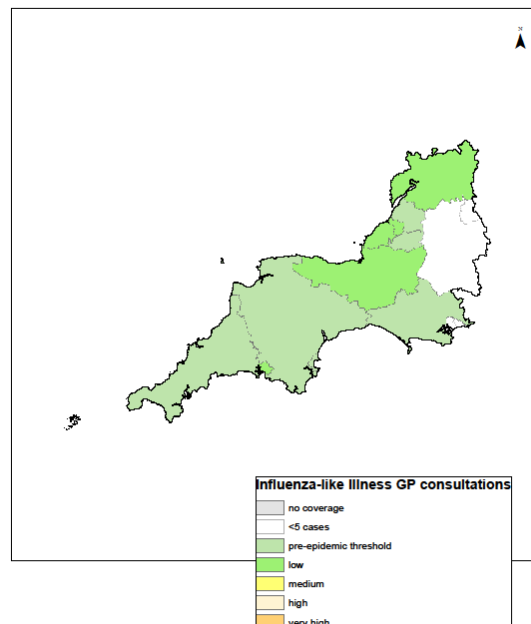 N
Influenza-like Illness GP consultations
no coverage
<5 cases
pre-epidemic threshold
low
medium
high
very high